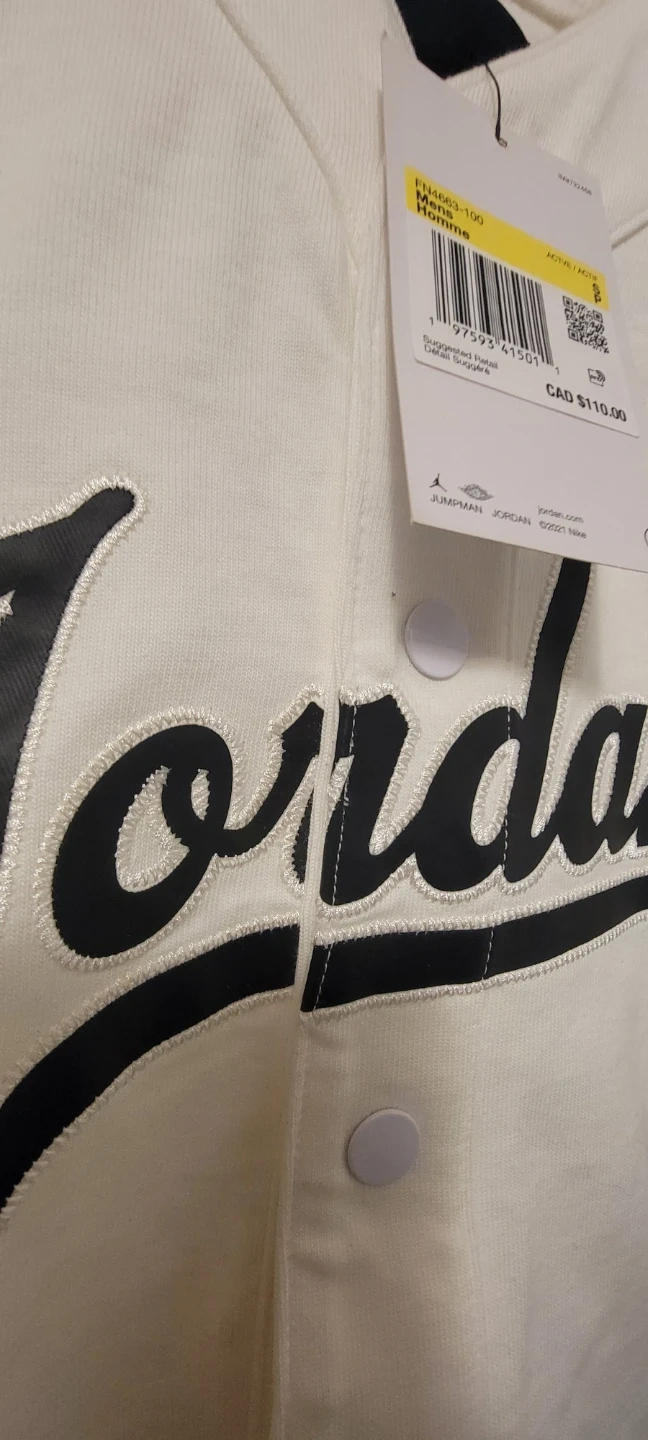 FN4663-100
Mens
Homme
ACTVE / ACTIF
1 97593 41501 1
Suggested Retail
Détail Suggéré
CAD $110.00
JUMPMAN JORDAN jordan.com
©2021 Nike
Jorda